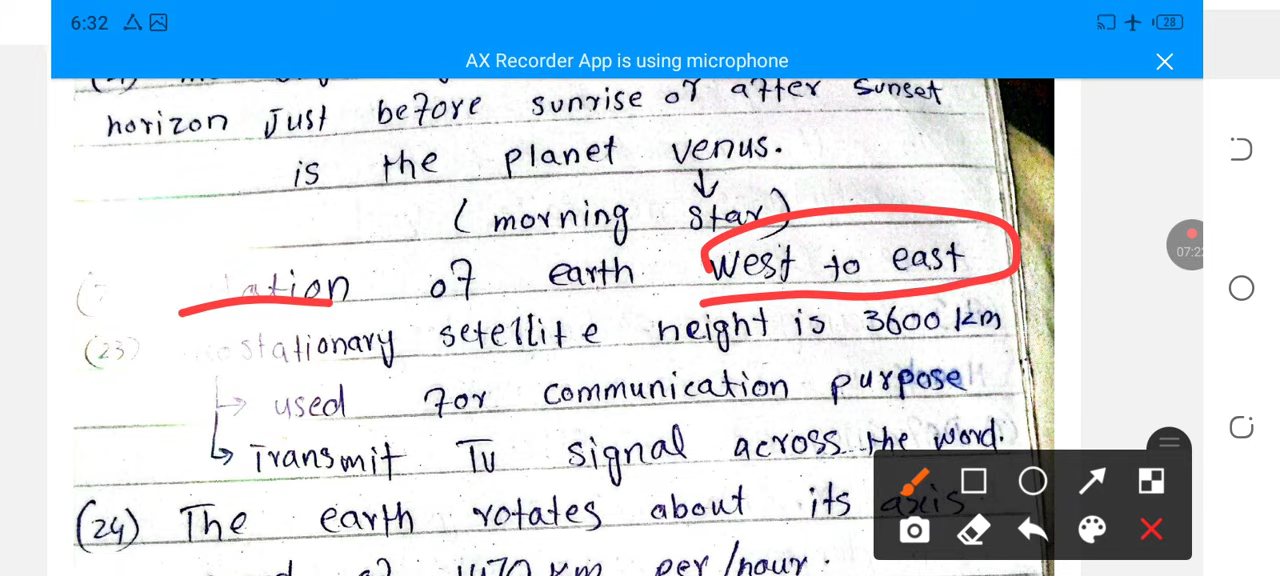 6:32
28
AX Recorder App is using microphone
horizon Just before sunrise or after sunset
is the planet venus.
(morning star)
ation of earth west to east
(23) stationary setellite height is 3600 km
used for communication purpose
Transmit TV signal across the word.
(24) The earth rotates about its axis
per/hour.
07:2